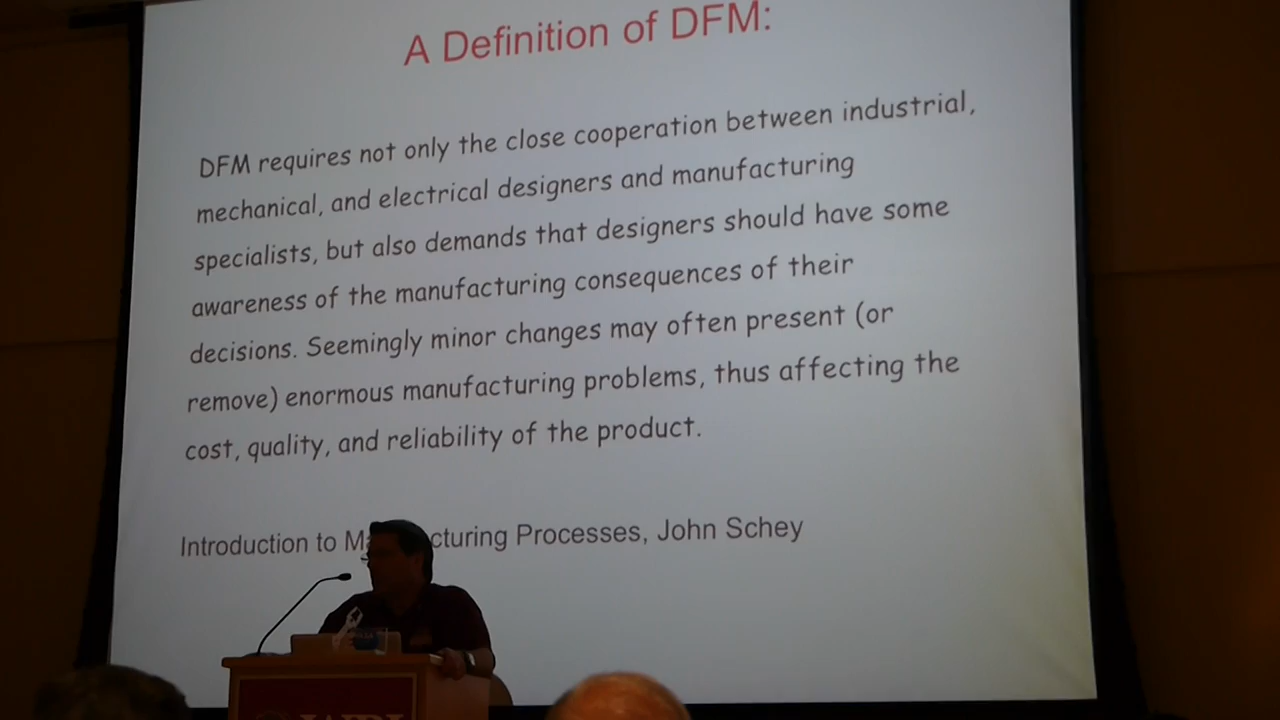 A Definition of DFM:
DFM requires not only the close cooperation between industrial,
mechanical, and electrical designers and manufacturing
specialists, but also demands that designers should have some
awareness of the manufacturing consequences of their
decisions. Seemingly minor changes may often present (or
remove) enormous manufacturing problems, thus affecting the
cost, quality, and reliability of the product.
Introduction to Ma cturing Processes, John Schey